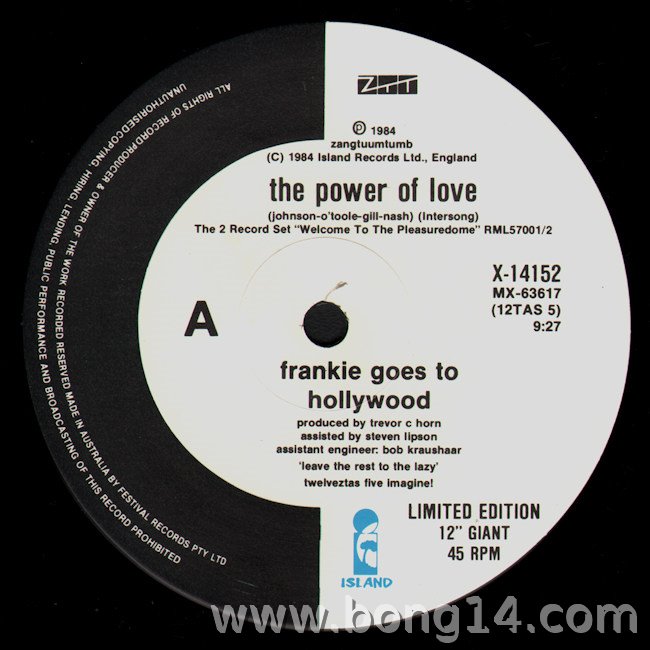 ZTT
℗ 1984
zangtuumtumb
(C) 1984 Island Records Ltd., England
the power of love
(johnson-o'toole-gill-nash) (Intersong)
The 2 Record Set "Welcome To The Pleasuredome" RML57001/2
X-14152
MX-63617
(12TAS 5)
9:27
A
frankie goes to
hollywood
produced by trevor c horn
assisted by steven lipson
assistant engineer: bob kraushaar
'leave the rest to the lazy'
twelveztas five imagine!
LIMITED EDITION
12" GIANT
45 RPM
ISLAND
ALL RIGHTS OF RECORD PRODUCER & OWNER OF THE WORK RECORDED RESERVED MADE IN AUSTRALIA BY FESTIVAL RECORDS PTY LTD
UNAUTHORISED COPYING, HIRING, LENDING, PUBLIC PERFORMANCE AND BROADCASTING OF THIS RECORD PROHIBITED
www.bong14.com